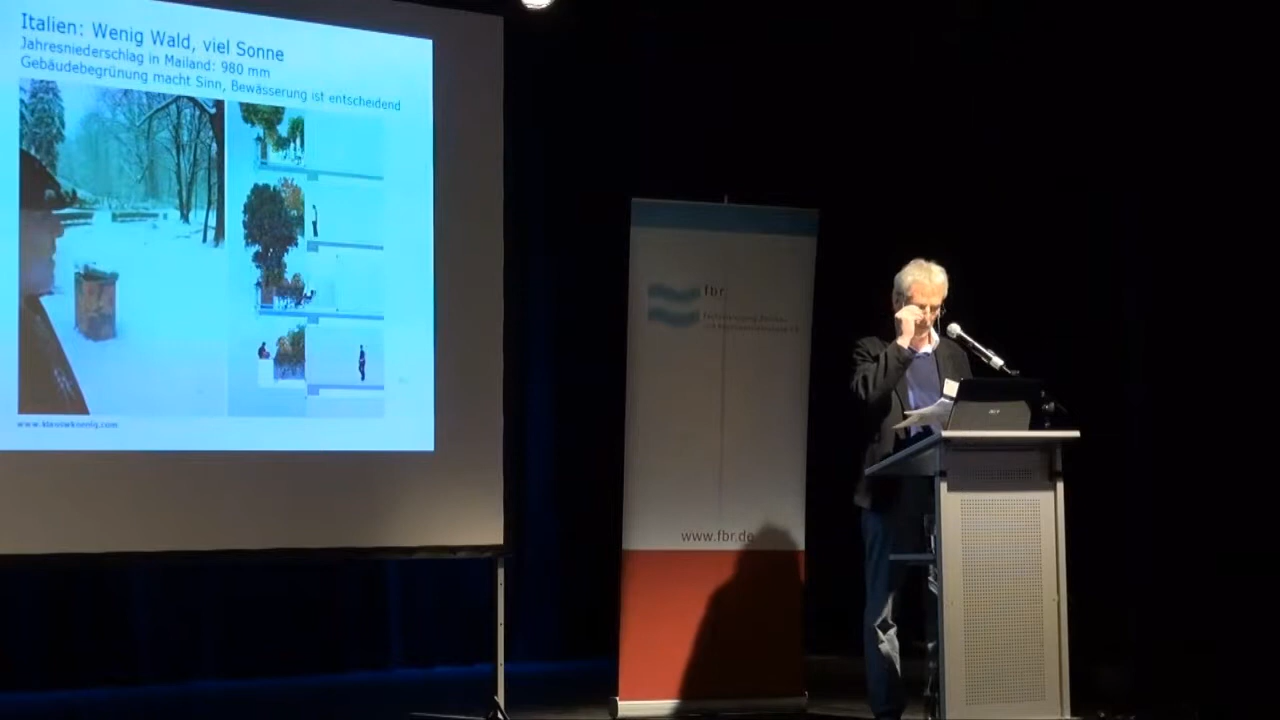 Italien: Wenig Wald, viel Sonne
Jahresniederschlag in Mailand: 980 mm
Gebäudebegrünung macht Sinn, Bewässerung ist entscheidend
www.klauswkoenig.com
fbr
www.fbr.de
acer